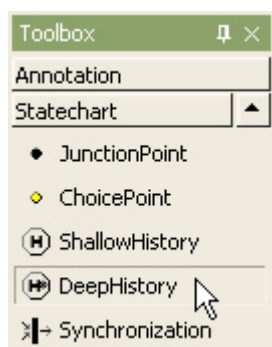 Toolbox
Annotation
Statechart
JunctionPoint
ChoicePoint
H ShallowHistory
H* DeepHistory
Synchronization